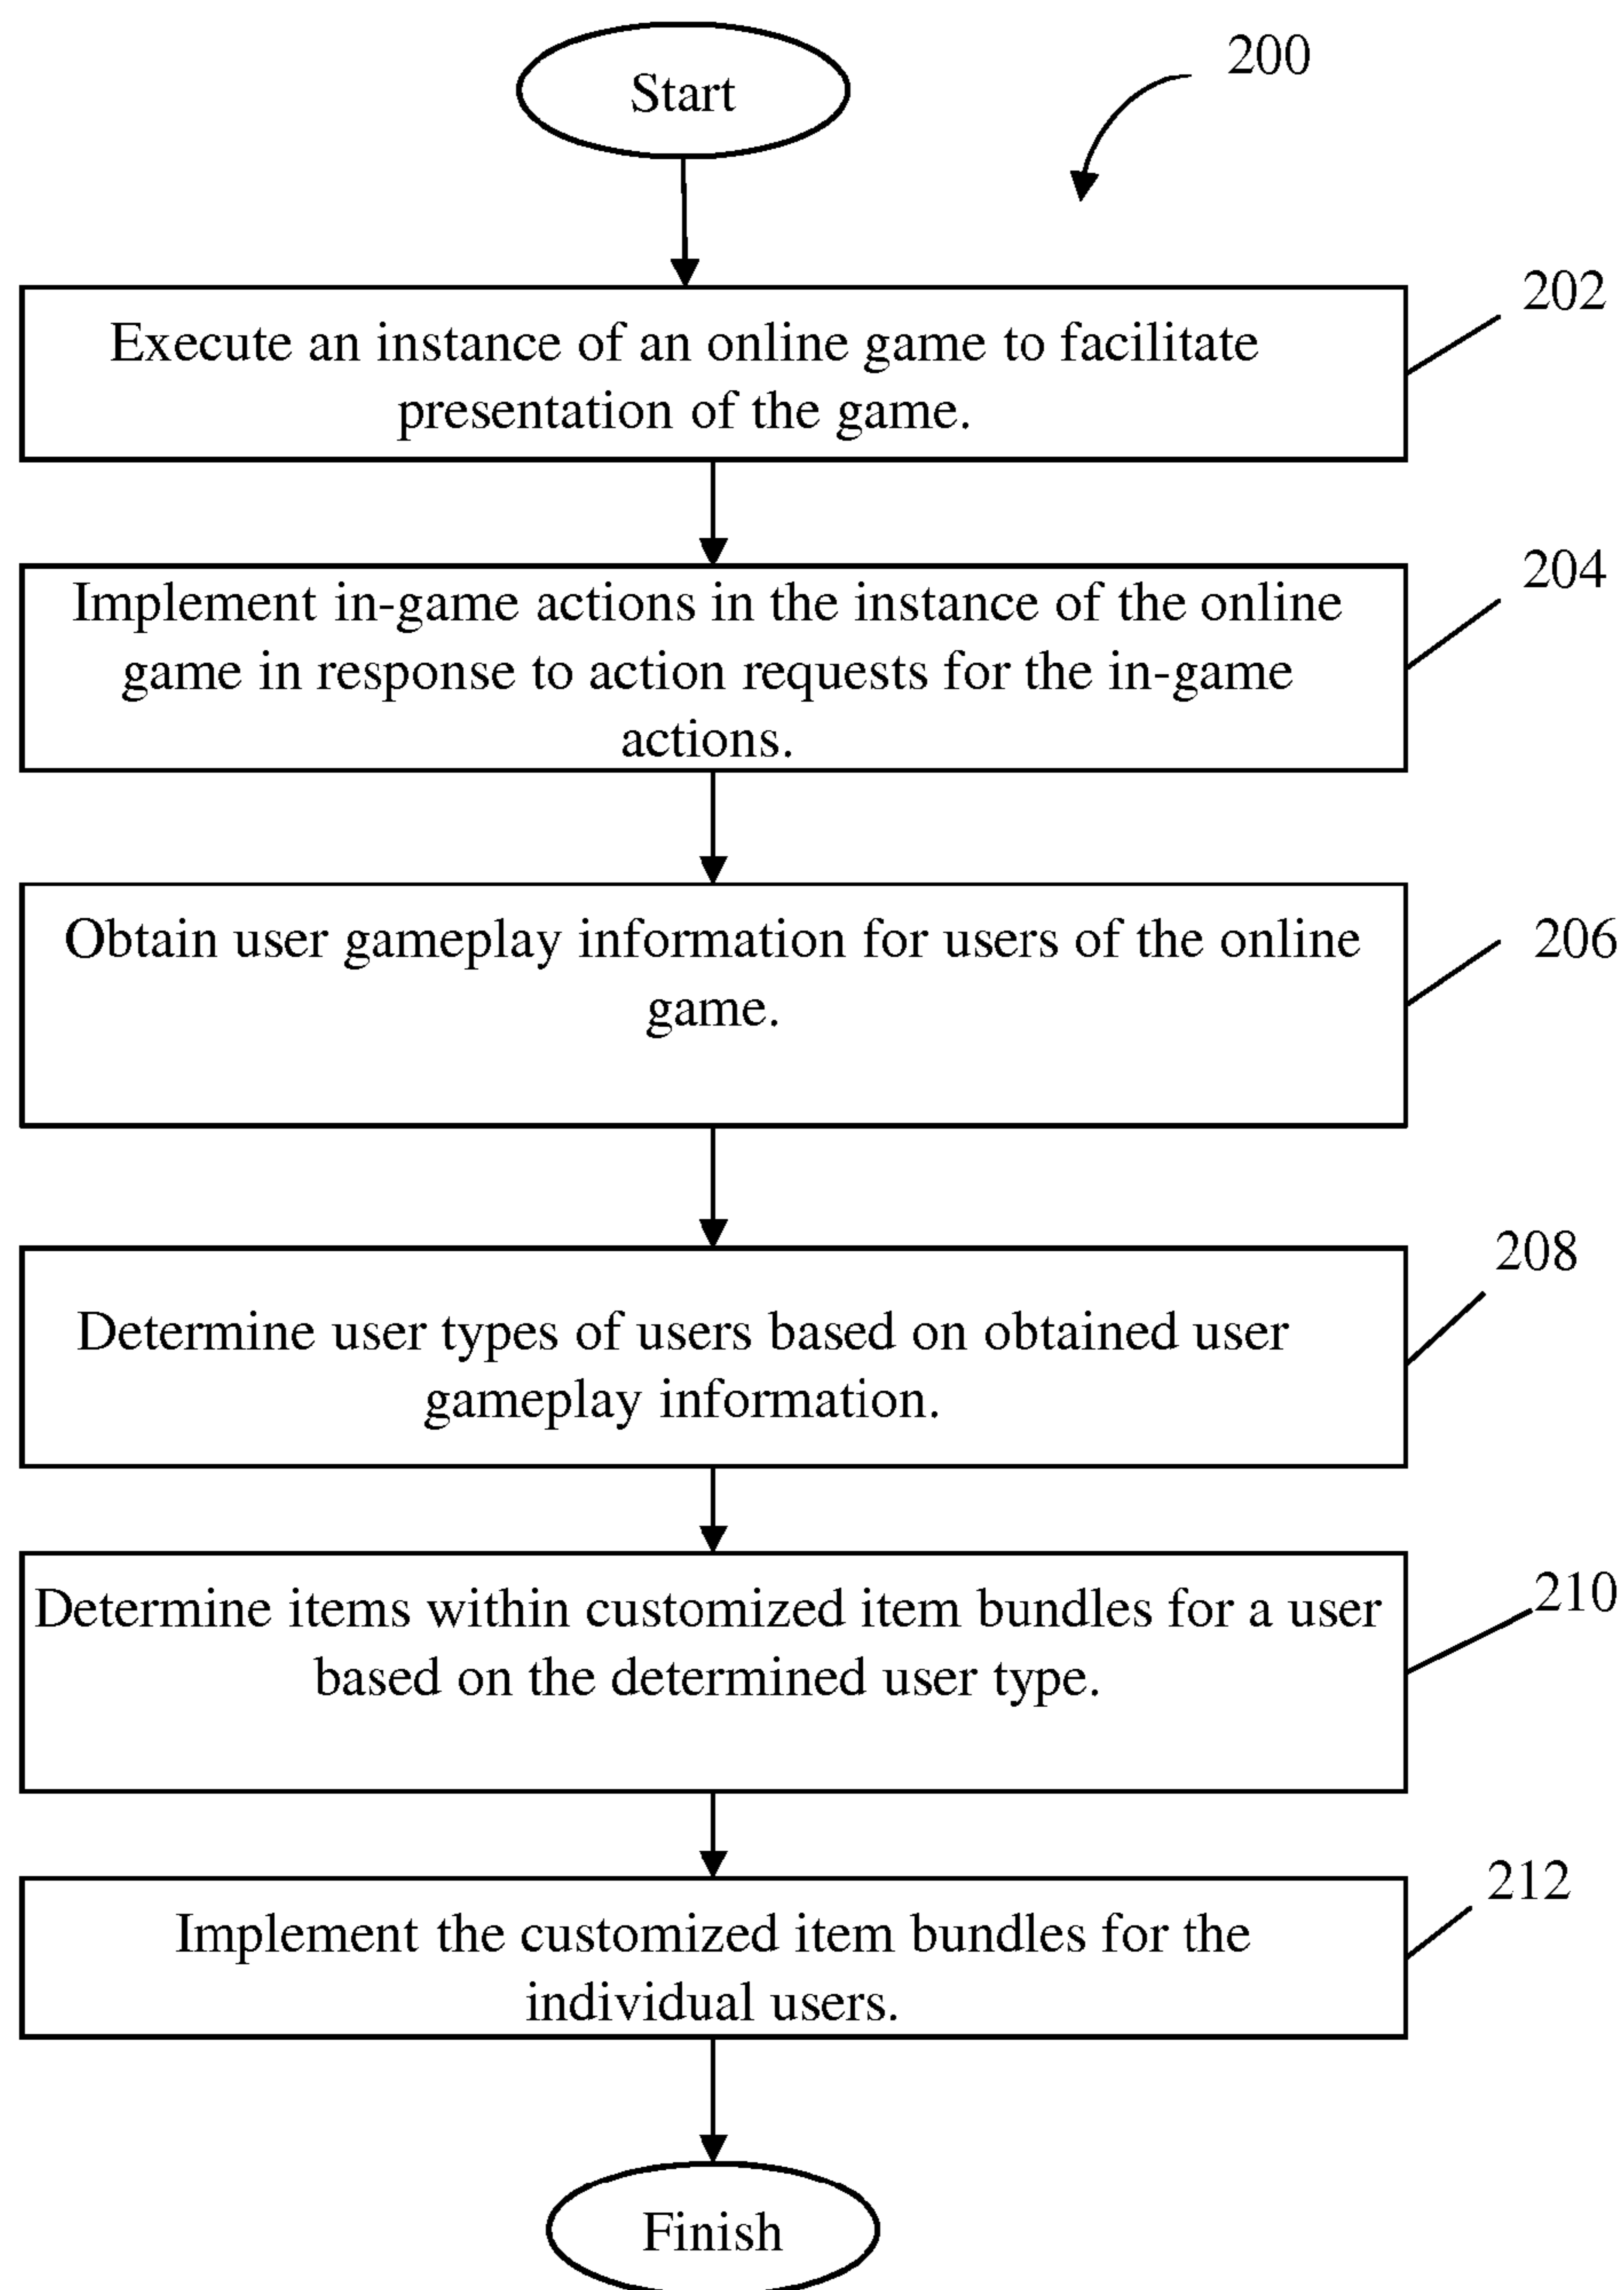 Start
200
Execute an instance of an online game to facilitate
presentation of the game.
202
Implement in-game actions in the instance of the online
game in response to action requests for the in-game
actions.
204
Obtain user gameplay information for users of the online
game.
206
Determine user types of users based on obtained user
gameplay information.
208
Determine items within customized item bundles for a user
based on the determined user type.
210
Implement the customized item bundles for the
individual users.
212
Finish